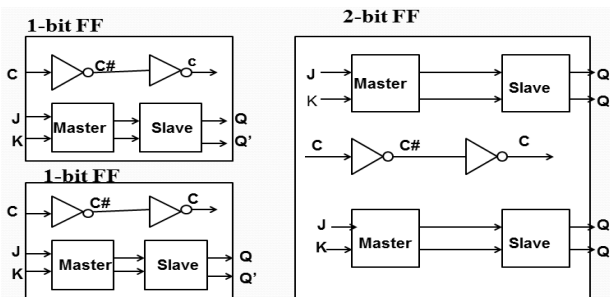 1-bit FF
C C# c
J Master Slave Q
K Q'
1-bit FF
C C# C
J Master Slave Q
K Q'
2-bit FF
J Master Slave Q
K Q
C C# C
J Master Slave Q
K Q